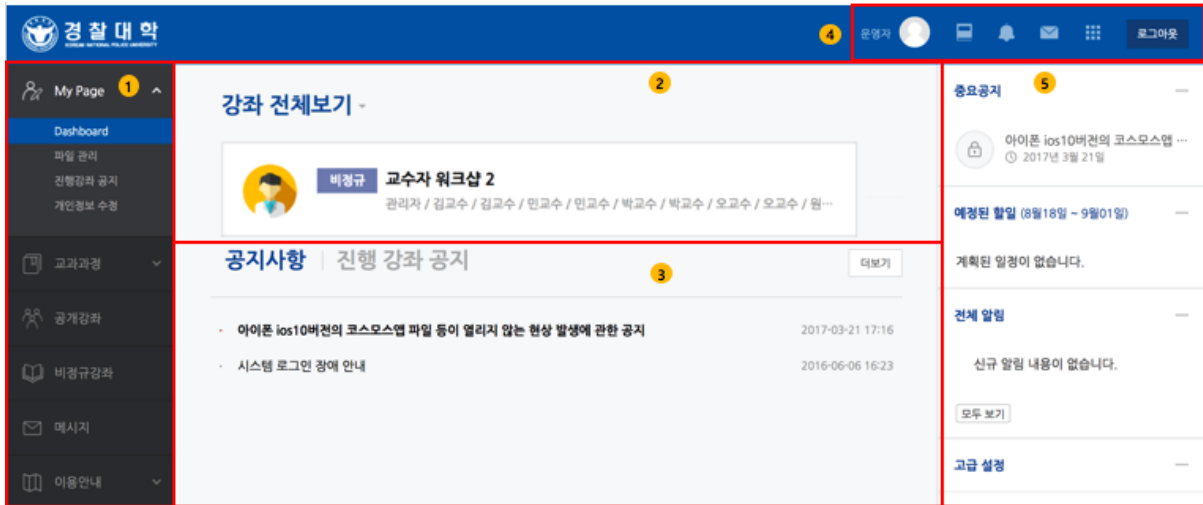 경찰대학
KOREAN NATIONAL POLICE UNIVERSITY
4
운영자
로그아웃
My Page
1
Dashboard
파일 관리
진행강좌 공지
개인정보 수정
교과과정
공개강좌
비정규강좌
메시지
이용안내
2
강좌 전체보기
비정규
교수자 워크샵 2
관리자 / 김교수 / 김교수 / 민교수 / 민교수 / 박교수 / 박교수 / 오교수 / 오교수 / 원…
공지사항
진행 강좌 공지
3
더보기
아이폰 ios10버전의 코스모스앱 파일 등이 열리지 않는 현상 발생에 관한 공지
2017-03-21 17:16
시스템 로그인 장애 안내
2016-06-06 16:23
중요공지
5
아이폰 ios10버전의 코스모스앱 …
2017년 3월 21일
예정된 할일 (8월18일 ~ 9월01일)
계획된 일정이 없습니다.
전체 알림
신규 알림 내용이 없습니다.
모두 보기
고급 설정